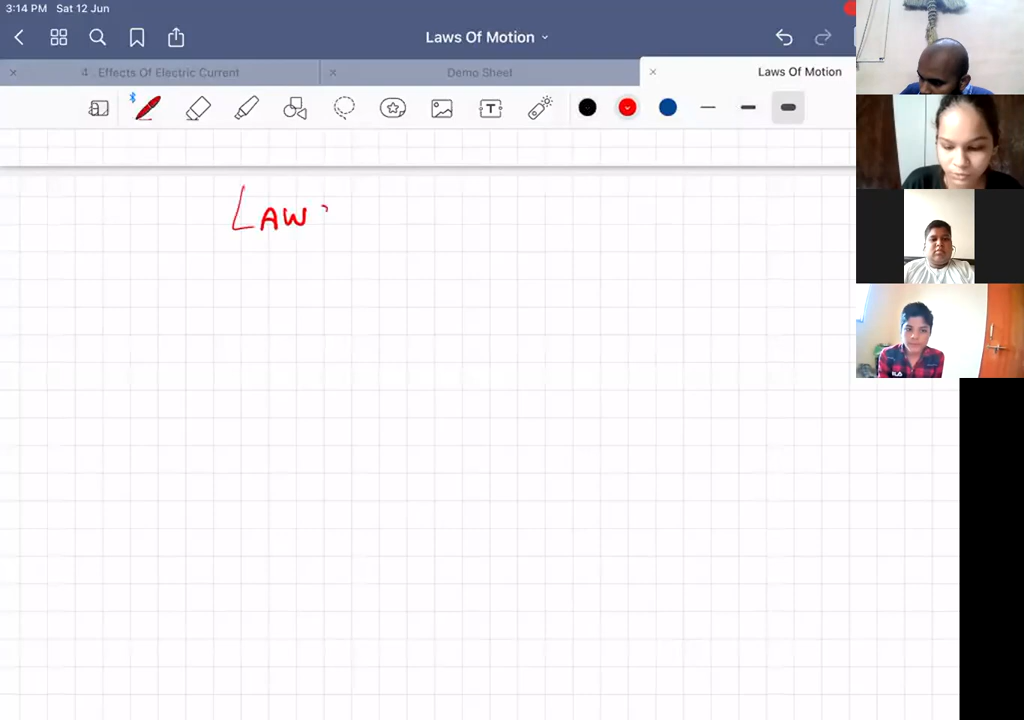 3:14 PM Sat 12 Jun
Laws Of Motion
4. Effects Of Electric Current
Demo Sheet
Laws Of Motion
T
LAW